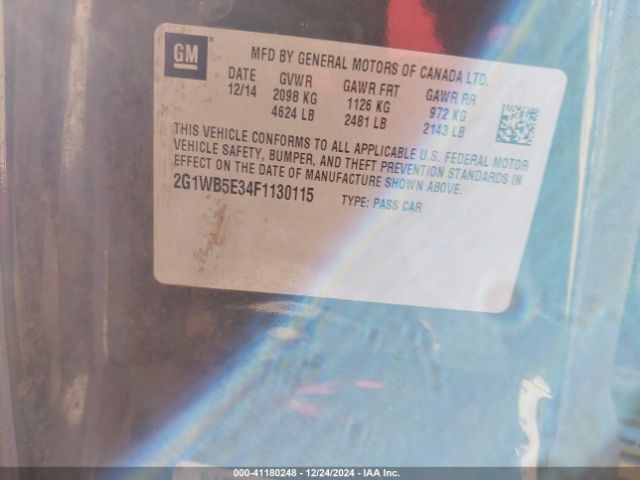 GM
MFD BY GENERAL MOTORS OF CANADA LTD.
DATE GVWR GAWR FRT GAWR RR
12/14 2098 KG 1126 KG 972 KG
4624 LB 2481 LB 2143 LB
THIS VEHICLE CONFORMS TO ALL APPLICABLE U.S. FEDERAL MOTOR
VEHICLE SAFETY, BUMPER, AND THEFT PREVENTION STANDARDS IN
EFFECT ON THE DATE OF MANUFACTURE SHOWN ABOVE.
2G1WB5E34F1130115 TYPE: PASS CAR
000-41180248 - 12/24/2024 - IAA Inc.